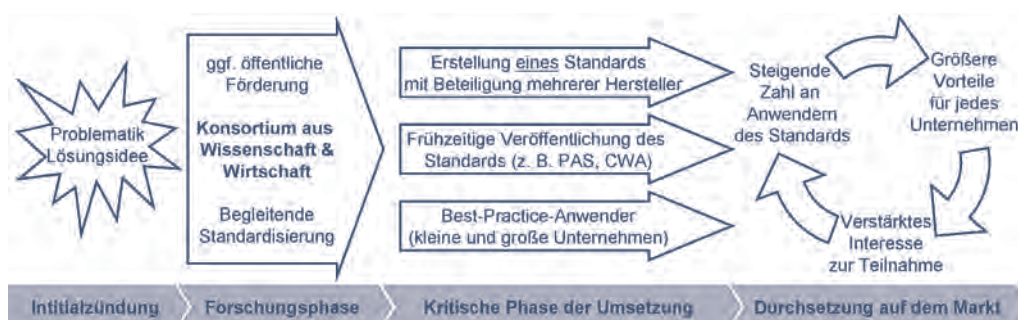 Problematik
Lösungsidee
ggf. öffentliche
Förderung
Konsortium aus
Wissenschaft &
Wirtschaft
Begleitende
Standardisierung
Erstellung eines Standards
mit Beteiligung mehrerer Hersteller
Frühzeitige Veröffentlichung des
Standards (z. B. PAS, CWA)
Best-Practice-Anwender
(kleine und große Unternehmen)
Steigende
Zahl an
Anwendern
des Standards
Größere
Vorteile
für jedes
Unternehmen
Verstärktes
Interesse
zur Teilnahme
Intitialzündung
Forschungsphase
Kritische Phase der Umsetzung
Durchsetzung auf dem Markt